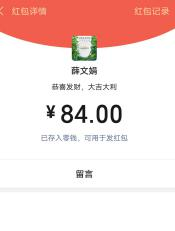 红包详情 红包记录
薛文娟
恭喜发财，大吉大利
¥84.00
已存入零钱，可用于发红包
留言